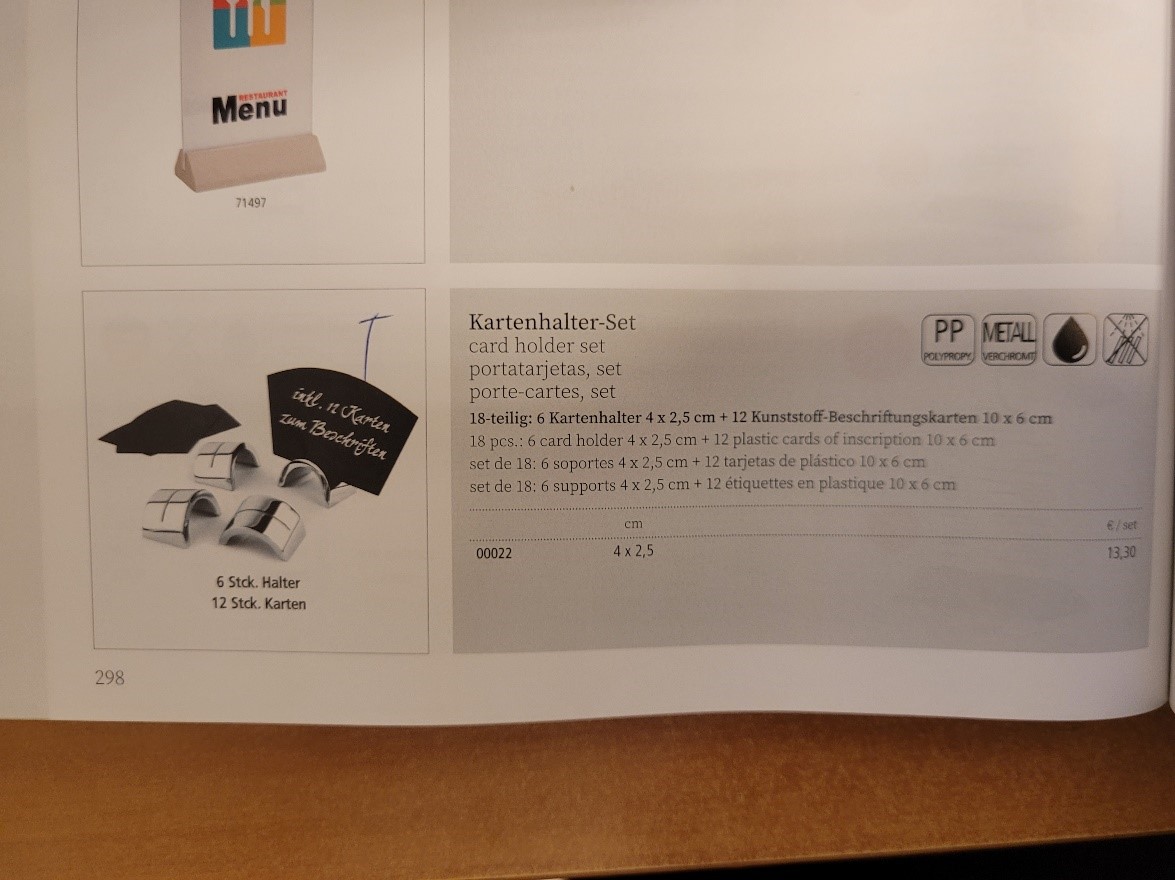 RESTAURANT
Menu
71497
inkl. 12 Karten
zum Beschriften
6 Stck. Halter
12 Stck. Karten
Kartenhalter-Set
card holder set
portatarjetas, set
porte-cartes, set
PP
POLYPROPY.
METALL
VERCHROMT
18-teilig: 6 Kartenhalter 4 x 2,5 cm + 12 Kunststoff-Beschriftungskarten 10 x 6 cm
18 pcs.: 6 card holder 4 x 2,5 cm + 12 plastic cards of inscription 10 x 6 cm
set de 18: 6 soportes 4 x 2,5 cm + 12 tarjetas de plástico 10 x 6 cm
set de 18: 6 supports 4 x 2,5 cm + 12 étiquettes en plastique 10 x 6 cm
cm € / set
00022 4 x 2,5 13,30
298